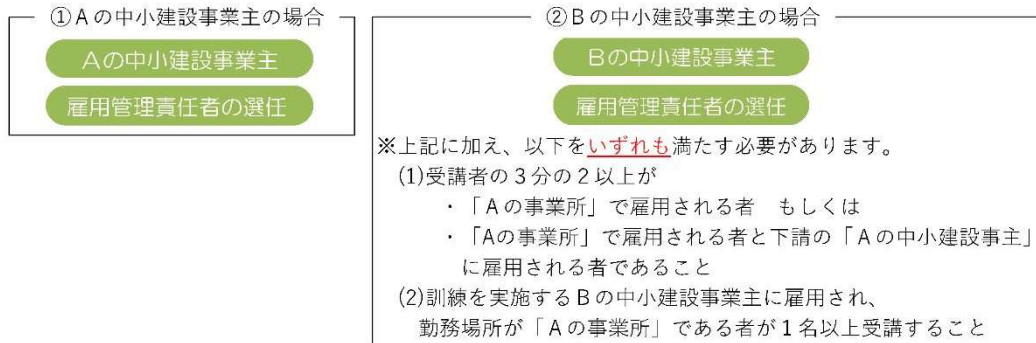 ①Aの中小建設事業主の場合
Aの中小建設事業主
雇用管理責任者の選任
②Bの中小建設事業主の場合
Bの中小建設事業主
雇用管理責任者の選任
※上記に加え、以下をいずれも満たす必要があります。
(1)受講者の3分の2以上が
・「Aの事業所」で雇用される者　もしくは
・「Aの事業所」で雇用される者と下請の「Aの中小建設事主」
に雇用される者であること
(2)訓練を実施するBの中小建設事業主に雇用され、
勤務場所が「Aの事業所」である者が1名以上受講すること